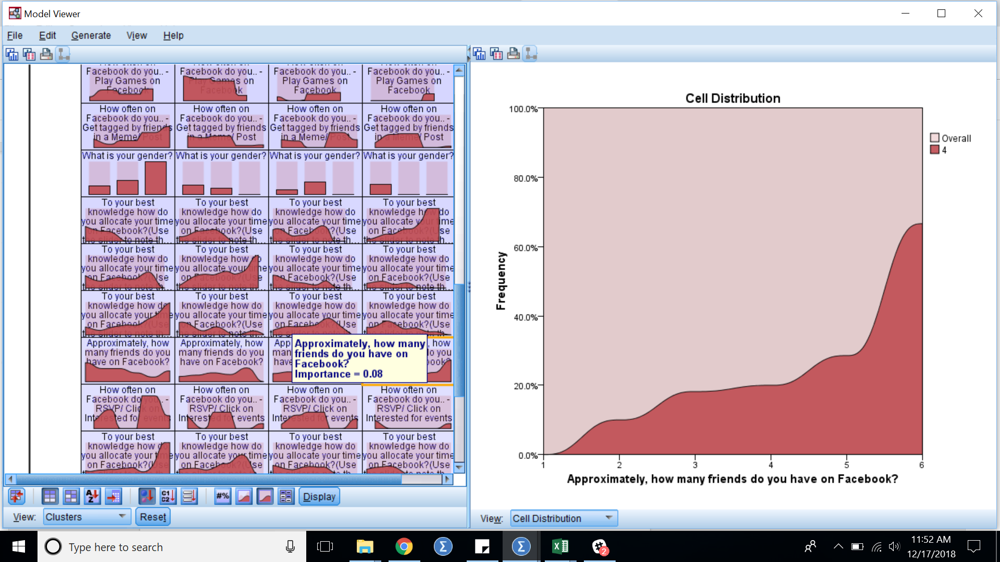 Model Viewer
File Edit Generate View Help
Facebook do you.. - Facebook do you.. - Facebook do you.. - Facebook do you.. -
Play Games on Play Games on Play Games on Play Games on
Facebook Facebook Facebook Facebook
How often on How often on How often on How often on
Facebook do you.. - Facebook do you.. - Facebook do you.. - Facebook do you.. -
Get tagged by friends Get tagged by friends Get tagged by friends Get tagged by friends
in a Meme/ Post in a Meme/ Post in a Meme/ Post in a Meme/ Post
What is your gender? What is your gender? What is your gender? What is your gender?
To your best To your best To your best To your best
knowledge how do knowledge how do knowledge how do knowledge how do
you allocate your time you allocate your time you allocate your time you allocate your time
on Facebook?(Use on Facebook?(Use on Facebook?(Use on Facebook?(Use
the slider to note th... the slider to note th... the slider to note th... the slider to note th...
To your best To your best To your best To your best
knowledge how do knowledge how do knowledge how do knowledge how do
you allocate your time you allocate your time you allocate your time you allocate your time
on Facebook?(Use on Facebook?(Use on Facebook?(Use on Facebook?(Use
the slider to note th... the slider to note th... the slider to note th... the slider to note th...
To your best To your best To your best To your best
knowledge how do knowledge how do knowledge how do knowledge how do
you allocate your time you allocate your time you allocate your time you allocate your time
on Facebook?(Use on Facebook?(Use on Facebook?(Use on Facebook?(Use
the slider to note th... the slider to note th... the slider to note th... the slider to note th...
Approximately, how Approximately, how App , how
many friends do you many friends do you man do you
have on Facebook? have on Facebook? have book?
Approximately, how many
friends do you have on
Facebook?
Importance = 0.08
How often on How often on How often on How often on
Facebook do you.. - Facebook do you.. - Facebook do you.. - Facebook do you.. -
RSVP/ Click on RSVP/ Click on RSVP/ Click on RSVP/ Click on
Interested for events Interested for events Interested for events Interested for events
To your best To your best To your best To your best
knowledge how do knowledge how do knowledge how do knowledge how do
you allocate your time you allocate your time you allocate your time you allocate your time
on Facebook?(Use on Facebook?(Use on Facebook?(Use on Facebook?(Use
A Z C1 C2 #% Display
View: Clusters Reset
Cell Distribution
100.0%
80.0%
60.0%
40.0%
20.0%
0.0%
Frequency
1 2 3 4 5 6
Approximately, how many friends do you have on Facebook?
Overall
4
View: Cell Distribution
Type here to search
Σ Σ X 2
11:52 AM
12/17/2018